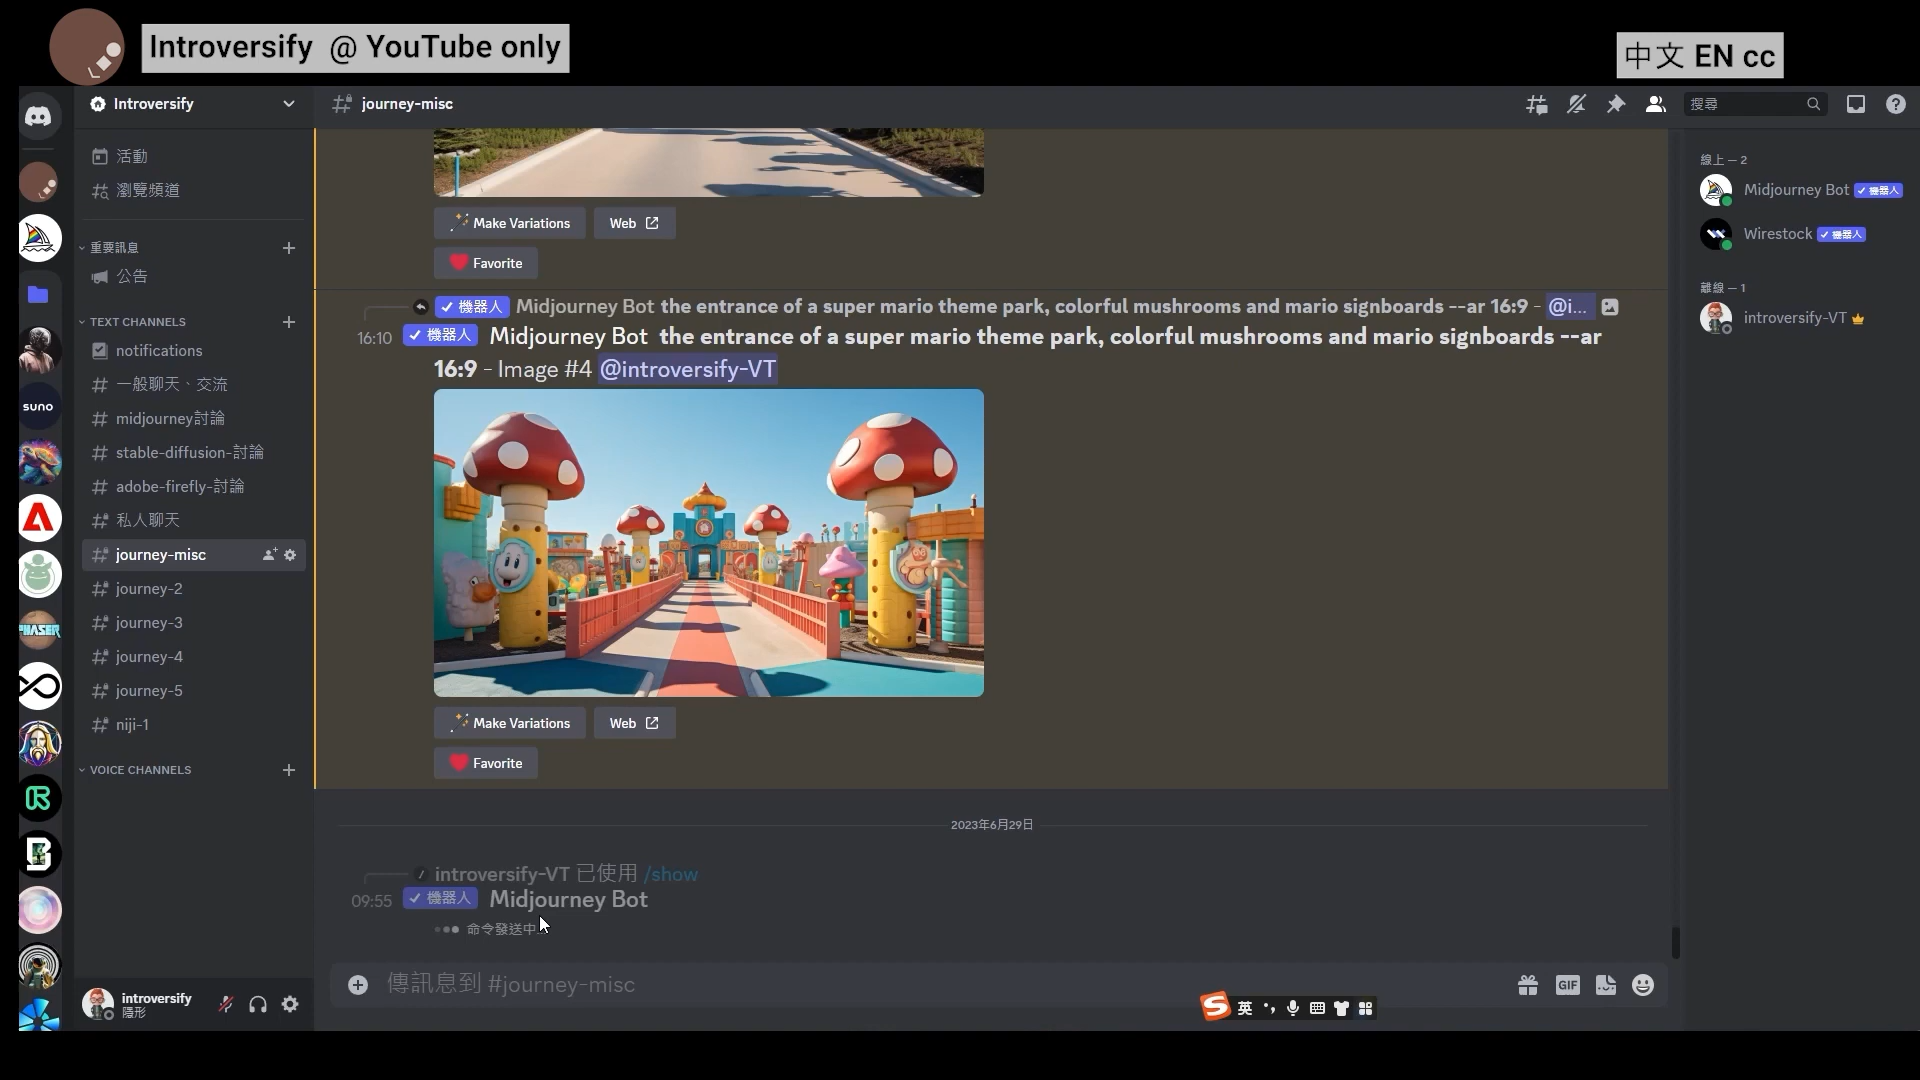 Introversify @ YouTube only
中文 EN cc
Introversify
journey-misc
搜尋
活動
瀏覽頻道
重要訊息
公告
TEXT CHANNELS
notifications
一般聊天、交流
midjourney討論
stable-diffusion-討論
adobe-firefly-討論
私人聊天
journey-misc
journey-2
journey-3
journey-4
journey-5
niji-1
VOICE CHANNELS
suno
PHASER
introversify
隱形
Make Variations
Web
Favorite
機器人 Midjourney Bot the entrance of a super mario theme park, colorful mushrooms and mario signboards --ar 16:9 - @i...
16:10 機器人 Midjourney Bot the entrance of a super mario theme park, colorful mushrooms and mario signboards --ar
16:9 - Image #4 @introversify-VT
Make Variations
Web
Favorite
2023年6月29日
introversify-VT 已使用 /show
09:55 機器人 Midjourney Bot
命令發送中...
傳訊息到 #journey-misc
GIF
英
線上 — 2
Midjourney Bot 機器人
Wirestock 機器人
離線 — 1
introversify-VT